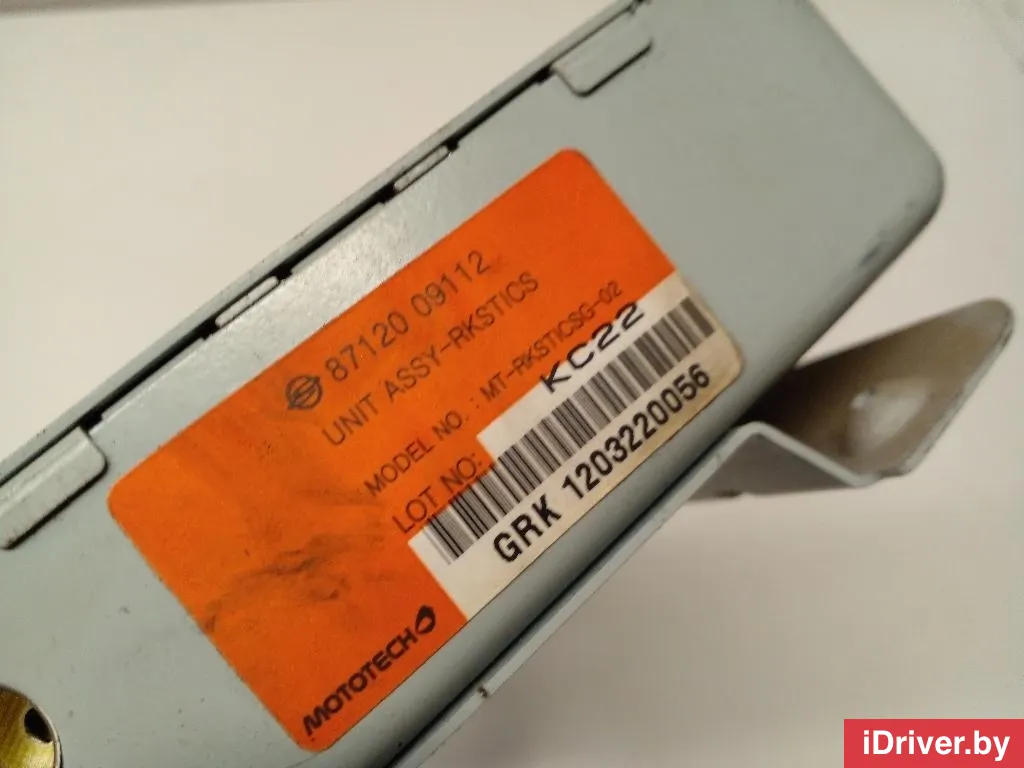 87120 09112
UNIT ASSY-RKSTICS
MODEL NO. : MT-RKSTICSG-02
LOT NO:
KC22
GRK 1203220056
MOTOTECH
iDriver.by